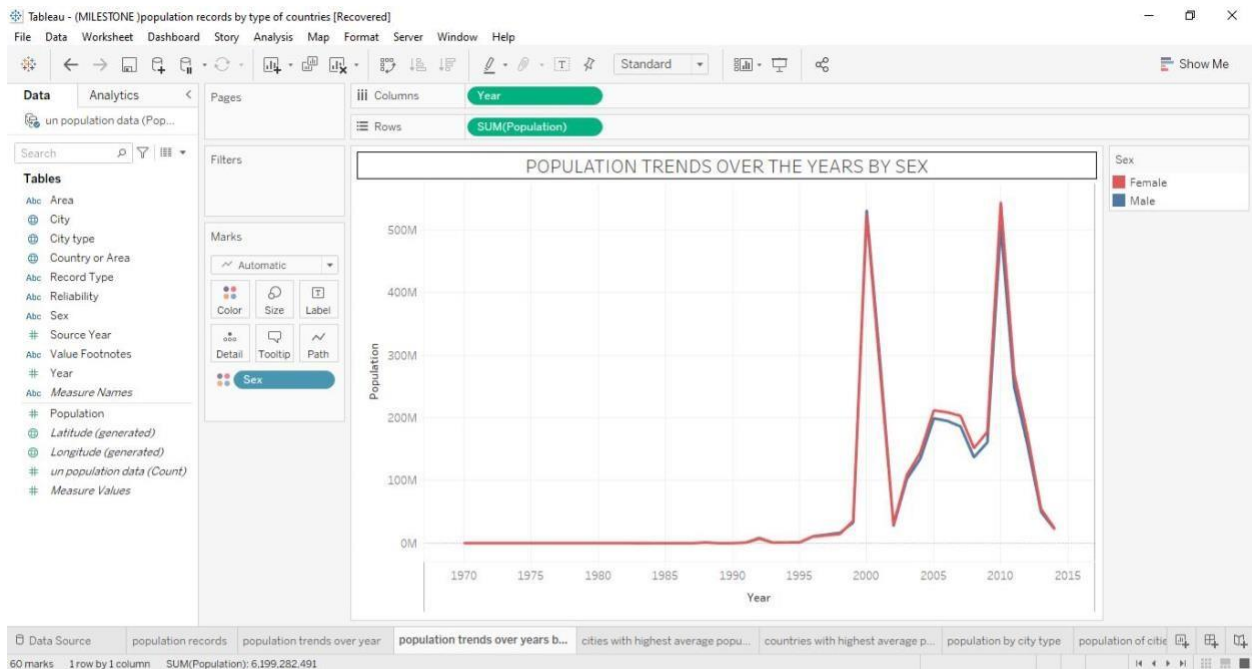 Tableau - (MILESTONE )population records by type of countries [Recovered]
File Data Worksheet Dashboard Story Analysis Map Format Server Window Help
Standard
Show Me
Data Analytics
un population data (Pop...
Search
Tables
Abc Area
City
City type
Country or Area
Abc Record Type
Abc Reliability
Abc Sex
# Source Year
Abc Value Footnotes
# Year
Abc Measure Names
# Population
Latitude (generated)
Longitude (generated)
# un population data (Count)
# Measure Values
Pages
Filters
Marks
Automatic
Color Size Label
Detail Tooltip Path
Sex
Columns Year
Rows SUM(Population)
POPULATION TRENDS OVER THE YEARS BY SEX
500M
400M
300M
200M
100M
0M
Population
1970 1975 1980 1985 1990 1995 2000 2005 2010 2015
Year
Sex
Female
Male
Data Source population records population trends over year population trends over years b... cities with highest average popu... countries with highest average p... population by city type population of citie
60 marks 1 row by 1 column SUM(Population): 6,199,282,491